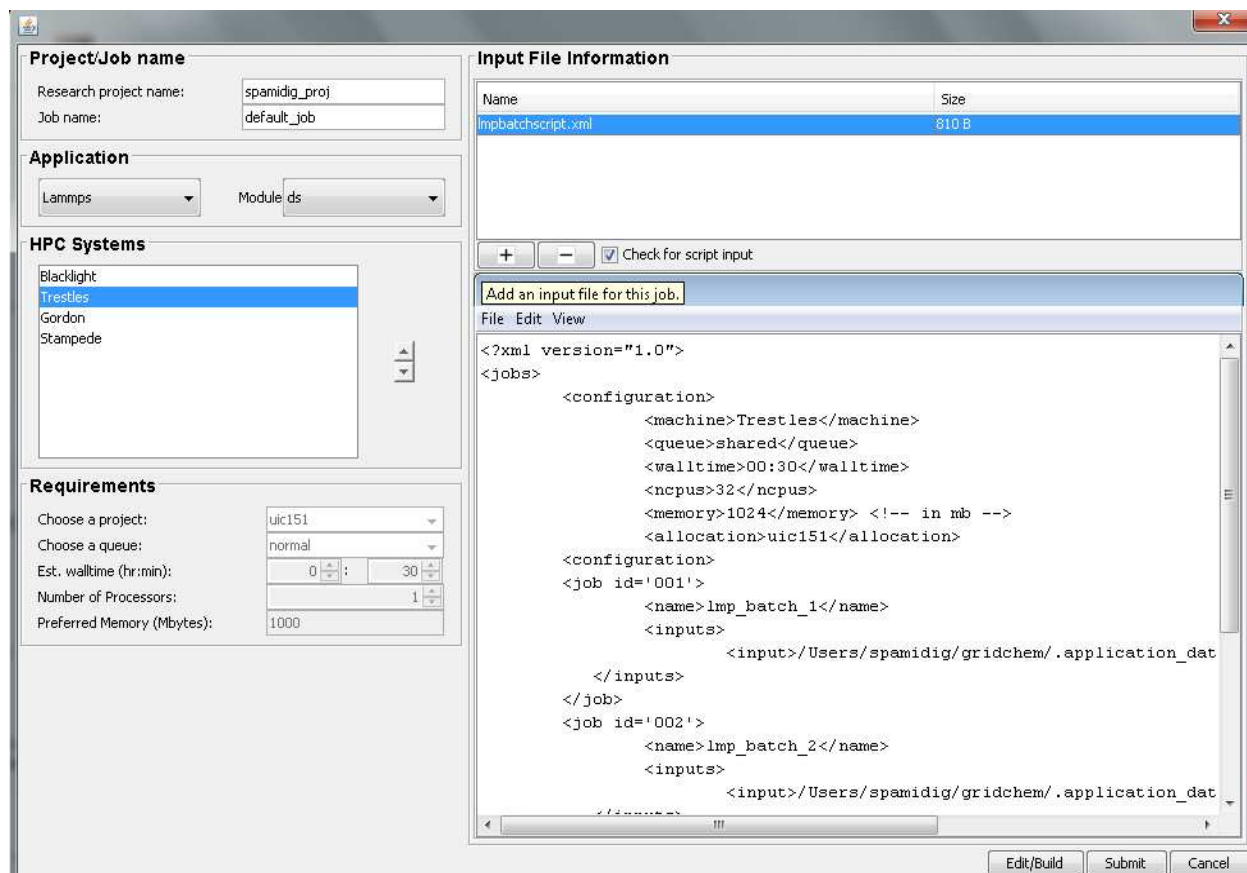 Project/Job name
Research project name: spamidig_proj
Job name: default_job
Application
Lammps Module ds
HPC Systems
Blacklight
Trestles
Gordon
Stampede
Requirements
Choose a project: uic151
Choose a queue: normal
Est. walltime (hr:min): 0 : 30
Number of Processors: 1
Preferred Memory (Mbytes): 1000
Input File Information
Name Size
lmpbatchscript.xml 810 B
+ − Check for script input
Add an input file for this job.
File Edit View
<?xml version="1.0">
<jobs>
<configuration>
<machine>Trestles</machine>
<queue>shared</queue>
<walltime>00:30</walltime>
<ncpus>32</ncpus>
<memory>1024</memory> <!-- in mb -->
<allocation>uic151</allocation>
<configuration>
<job id='001'>
<name>lmp_batch_1</name>
<inputs>
<input>/Users/spamidig/gridchem/.application_dat
</inputs>
</job>
<job id='002'>
<name>lmp_batch_2</name>
<inputs>
<input>/Users/spamidig/gridchem/.application_dat
Edit/Build Submit Cancel